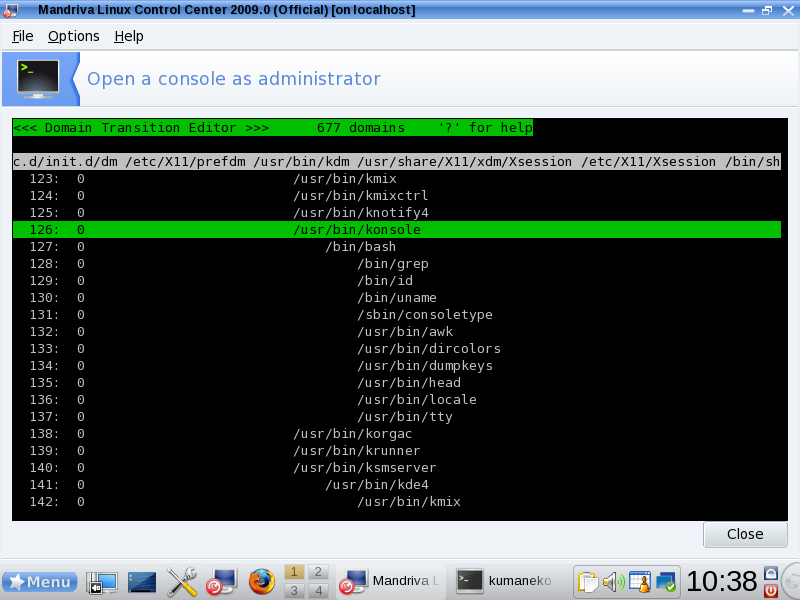 Mandriva Linux Control Center 2009.0 (Official) [on localhost]
File Options Help
>_
Open a console as administrator
<<< Domain Transition Editor >>> 677 domains '?' for help
c.d/init.d/dm /etc/X11/prefdm /usr/bin/kdm /usr/share/X11/xdm/Xsession /etc/X11/Xsession /bin/sh
123: 0 /usr/bin/kmix
124: 0 /usr/bin/kmixctrl
125: 0 /usr/bin/knotify4
126: 0 /usr/bin/konsole
127: 0 /bin/bash
128: 0 /bin/grep
129: 0 /bin/id
130: 0 /bin/uname
131: 0 /sbin/consoletype
132: 0 /usr/bin/awk
133: 0 /usr/bin/dircolors
134: 0 /usr/bin/dumpkeys
135: 0 /usr/bin/head
136: 0 /usr/bin/locale
137: 0 /usr/bin/tty
138: 0 /usr/bin/korgac
139: 0 /usr/bin/krunner
140: 0 /usr/bin/ksmserver
141: 0 /usr/bin/kde4
142: 0 /usr/bin/kmix
Close
Menu 1 2 3 4 Mandriva L kumaneko 10:38